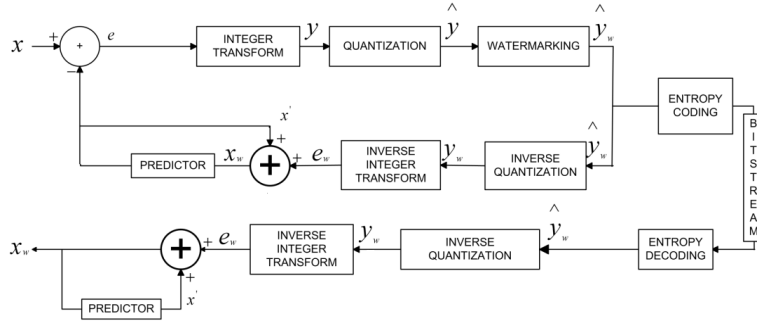 x + + e INTEGER TRANSFORM y QUANTIZATION ŷ WATERMARKING ŷw
−
ENTROPY CODING
BITSTREAM
x'
+
PREDICTOR xw + + ew INVERSE INTEGER TRANSFORM yw INVERSE QUANTIZATION ŷw
xw + + ew INVERSE INTEGER TRANSFORM yw INVERSE QUANTIZATION ŷw ENTROPY DECODING
+
PREDICTOR x'